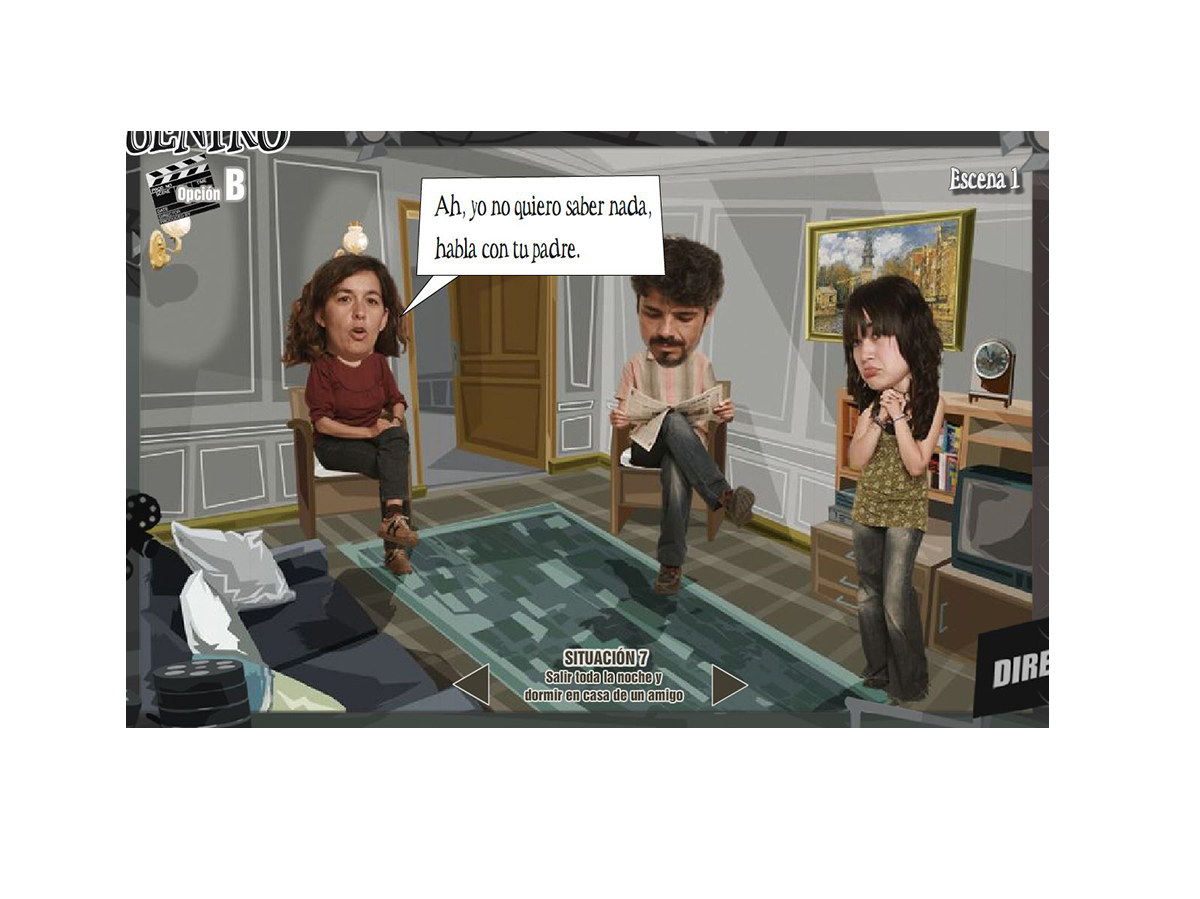 Opción B
Escena 1
Ah, yo no quiero saber nada,
habla con tu padre.
SITUACIÓN 7
Salir toda la noche y
dormir en casa de un amigo
DIRE